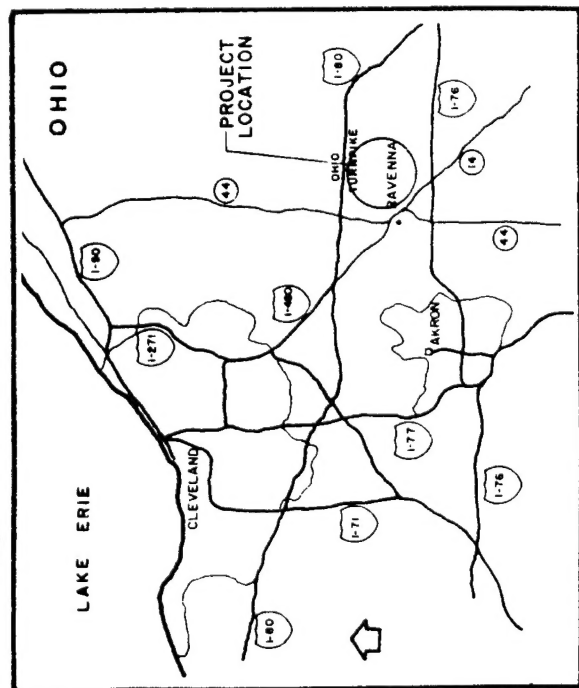 OHIO
LAKE ERIE
PROJECT
LOCATION
I-90
44
I-271
I-480
I-80
OHIO
TURNPIKE
RAVENNA
CLEVELAND
I-76
14
44
AKRON
I-77
I-71
I-76
I-80